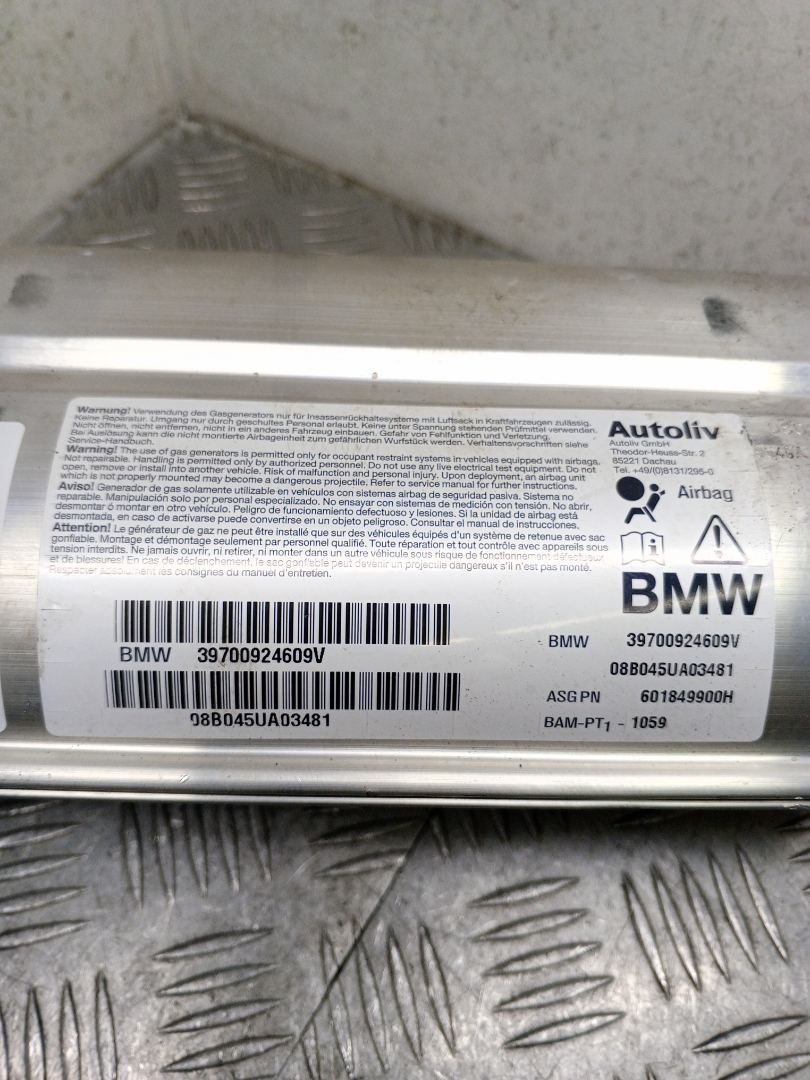 Warnung! Verwendung des Gasgenerators nur für Insassenrückhaltesysteme mit Luftsack in Kraftfahrzeugen zulässig.
Keine Reparatur. Umgang nur durch geschultes Personal erlaubt. Keine unter Spannung stehenden Prüfmittel verwenden.
Nicht öffnen, nicht entfernen, nicht in ein anderes Fahrzeug einbauen. Gefahr von Fehlfunktion und Verletzung.
Bei Auslösung kann die nicht montierte Airbageinheit zum gefährlichen Wurfstück werden. Verhaltensvorschriften siehe
Service-Handbuch.
Warning! The use of gas generators is only permitted for occupant restraint systems in vehicles equipped with airbags.
Not repairable. Handling is permitted only by authorized personnel. Do not use any live electrical test equipment. Do not
open, remove or install into another vehicle. Risk of malfunction and personal injury. Upon deployment, an airbag unit
which is not properly mounted may become a dangerous projectile. Refer to service manual for further instructions.
Aviso! Generador de gas solamente utilizable en vehículos con sistemas airbag de seguridad pasiva. Sistema no
reparable. Manipulación solo por personal especializado. No ensayar con sistemas de medición con tensión. No abrir,
desmontar ó montar en otro vehículo. Peligro de funcionamiento defectuoso y lesiones. Si la unidad de airbag está
desmontada, en caso de activarse puede convertirse en un objeto peligroso. Consultar el manual de instrucciones.
Attention! Le générateur de gaz ne peut être installé que sur des véhicules équipés d'un système de retenue avec sac
gonflable. Montage et démontage seulement par personnel qualifié. Toute réparation et tout contrôle avec appareils sous
tension interdits. Ne jamais ouvrir, ni retirer, ni monter dans un autre véhicule sous risque de fonctionnement défectueux
et de blessures! En cas de déclenchement, le sac gonflable peut devenir un projectile dangereux s'il n'est pas monté.
Respecter absolument les consignes du manuel d'entretien.
Autoliv
Autoliv GmbH
Theodor-Heuss-Str. 2
85221 Dachau
Tel. +49/(0)8131/295-0
Airbag
BMW
BMW 39700924609V
08B045UA03481
BMW 39700924609V
08B045UA03481
ASG PN 601849900H
BAM-PT1 - 1059